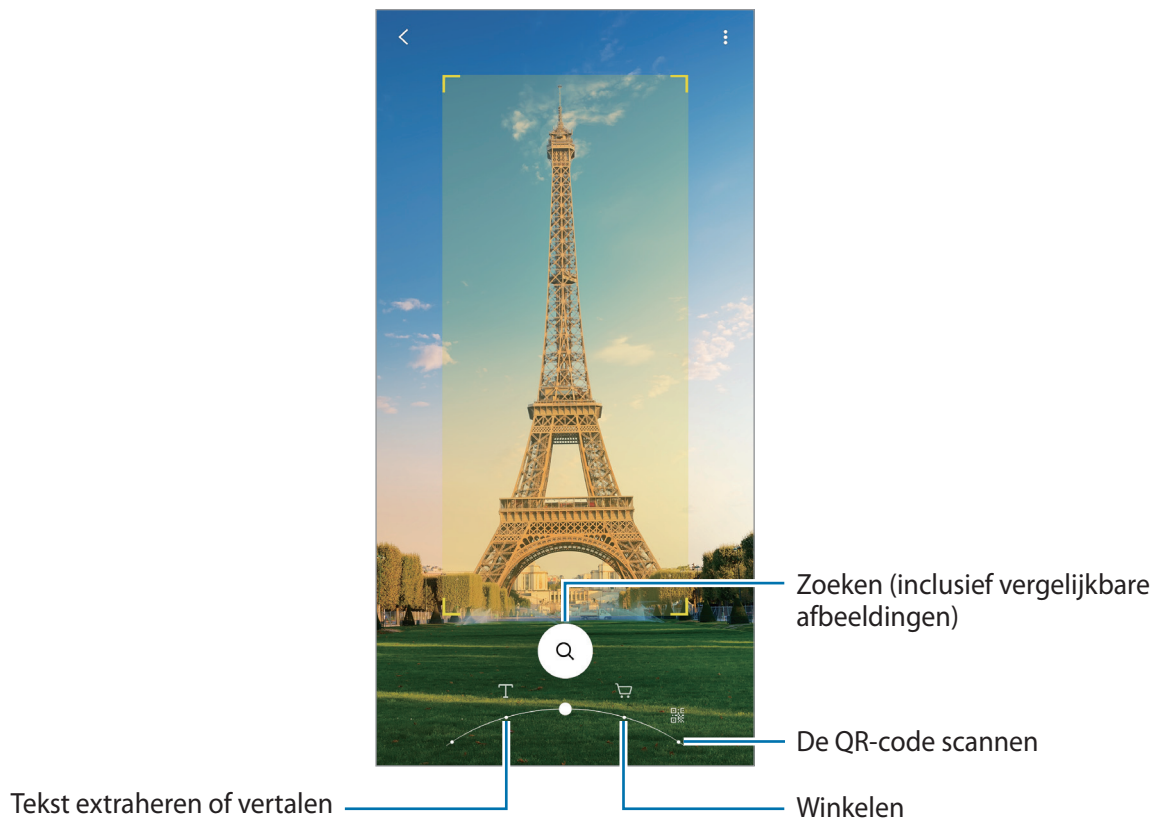 Zoeken (inclusief vergelijkbare
afbeeldingen)
T
De QR-code scannen
Tekst extraheren of vertalen
Winkelen